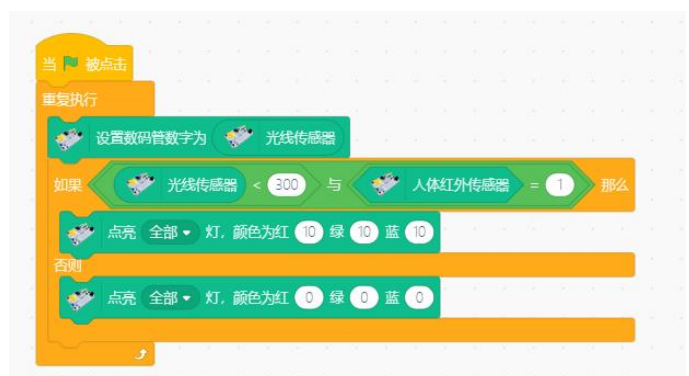 当 被点击
重复执行
设置数码管数字为 光线传感器
如果 光线传感器 < 300 与 人体红外传感器 = 1 那么
点亮 全部 灯, 颜色为红 10 绿 10 蓝 10
否则
点亮 全部 灯, 颜色为红 0 绿 0 蓝 0